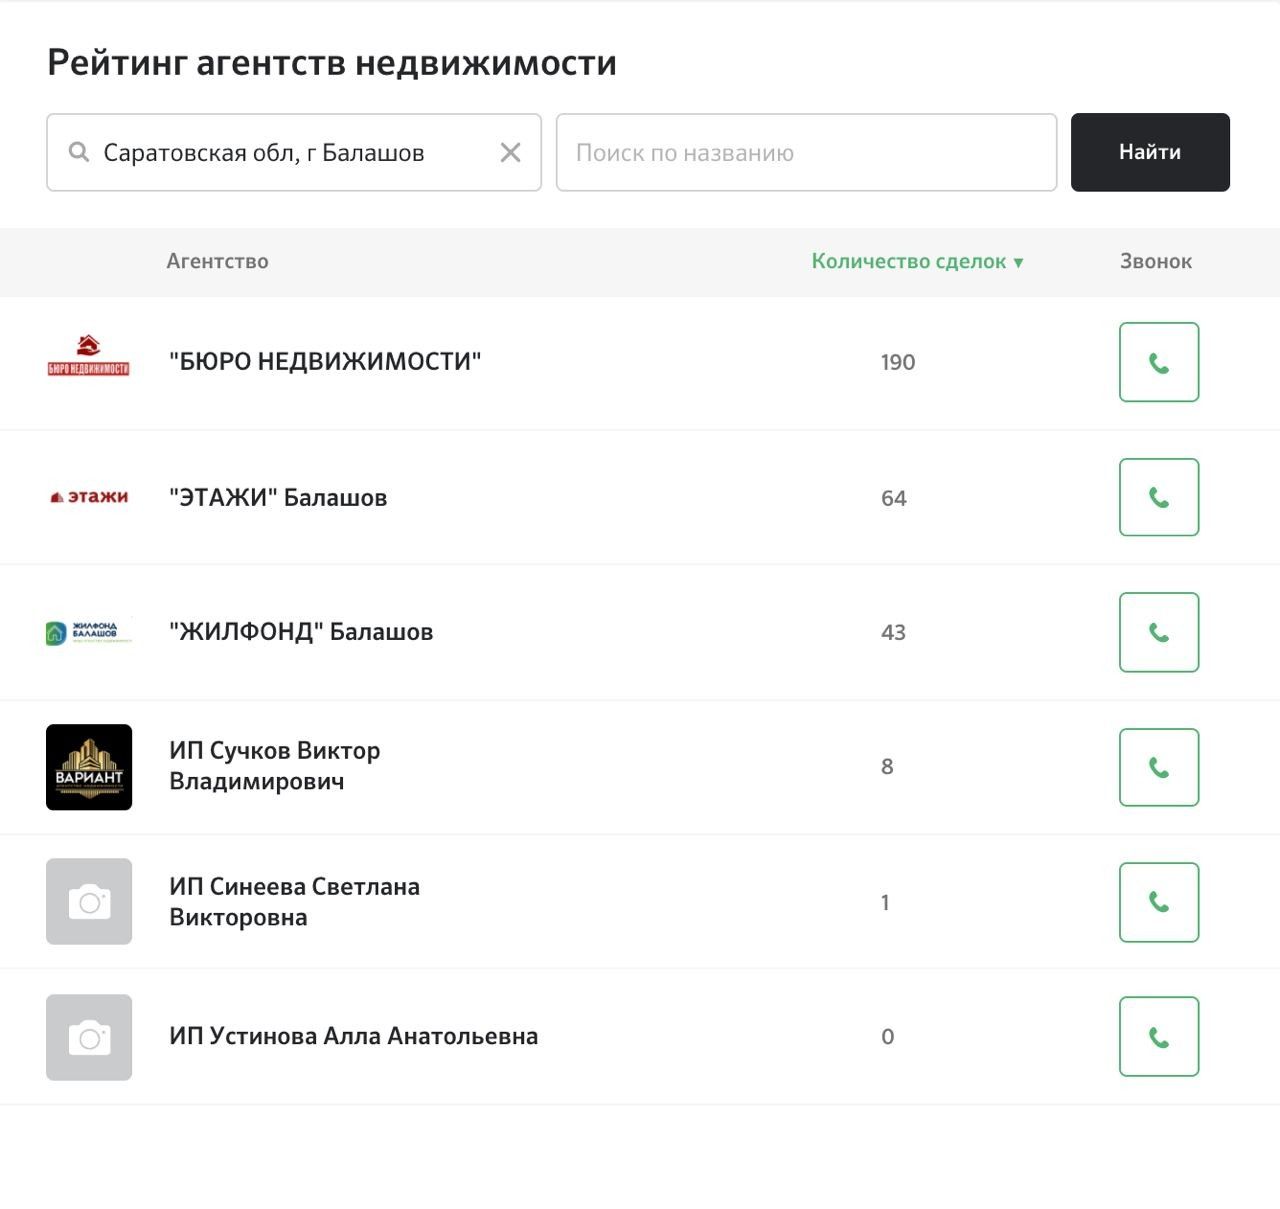 Рейтинг агентств недвижимости
Саратовская обл, г Балашов
Поиск по названию
Найти
Агентство
Количество сделок ▼
Звонок
БЮРО НЕДВИЖИМОСТИ
"БЮРО НЕДВИЖИМОСТИ"
190
этажи
"ЭТАЖИ" Балашов
64
ЖИЛФОНД
БАЛАШОВ
"ЖИЛФОНД" Балашов
43
ВАРИАНТ
ИП Сучков Виктор
Владимирович
8
ИП Синеева Светлана
Викторовна
1
ИП Устинова Алла Анатольевна
0